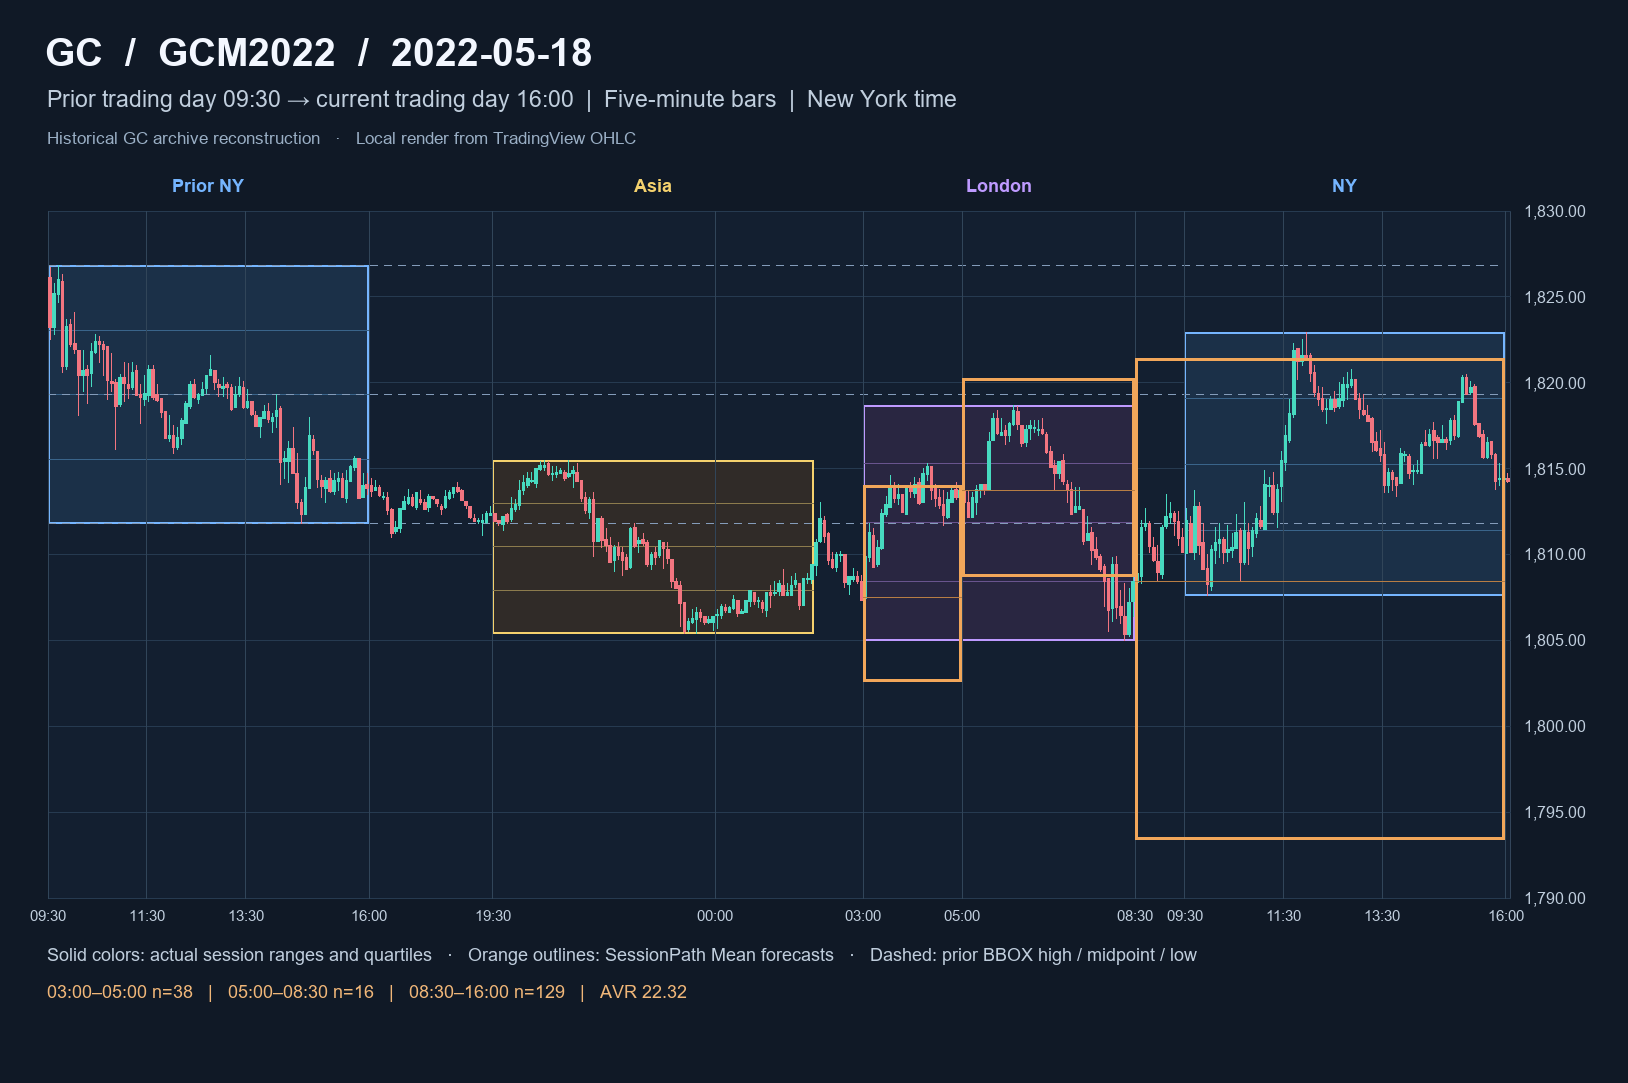 GC / GCM2022 / 2022-05-18
Prior trading day 09:30 → current trading day 16:00 | Five-minute bars | New York time
Historical GC archive reconstruction · Local render from TradingView OHLC
Prior NY Asia London NY
1,830.00
1,825.00
1,820.00
1,815.00
1,810.00
1,805.00
1,800.00
1,795.00
1,790.00
09:30 11:30 13:30 16:00 19:30 00:00 03:00 05:00 08:30 09:30 11:30 13:30 16:00
Solid colors: actual session ranges and quartiles · Orange outlines: SessionPath Mean forecasts · Dashed: prior BBOX high / midpoint / low
03:00–05:00 n=38 | 05:00–08:30 n=16 | 08:30–16:00 n=129 | AVR 22.32